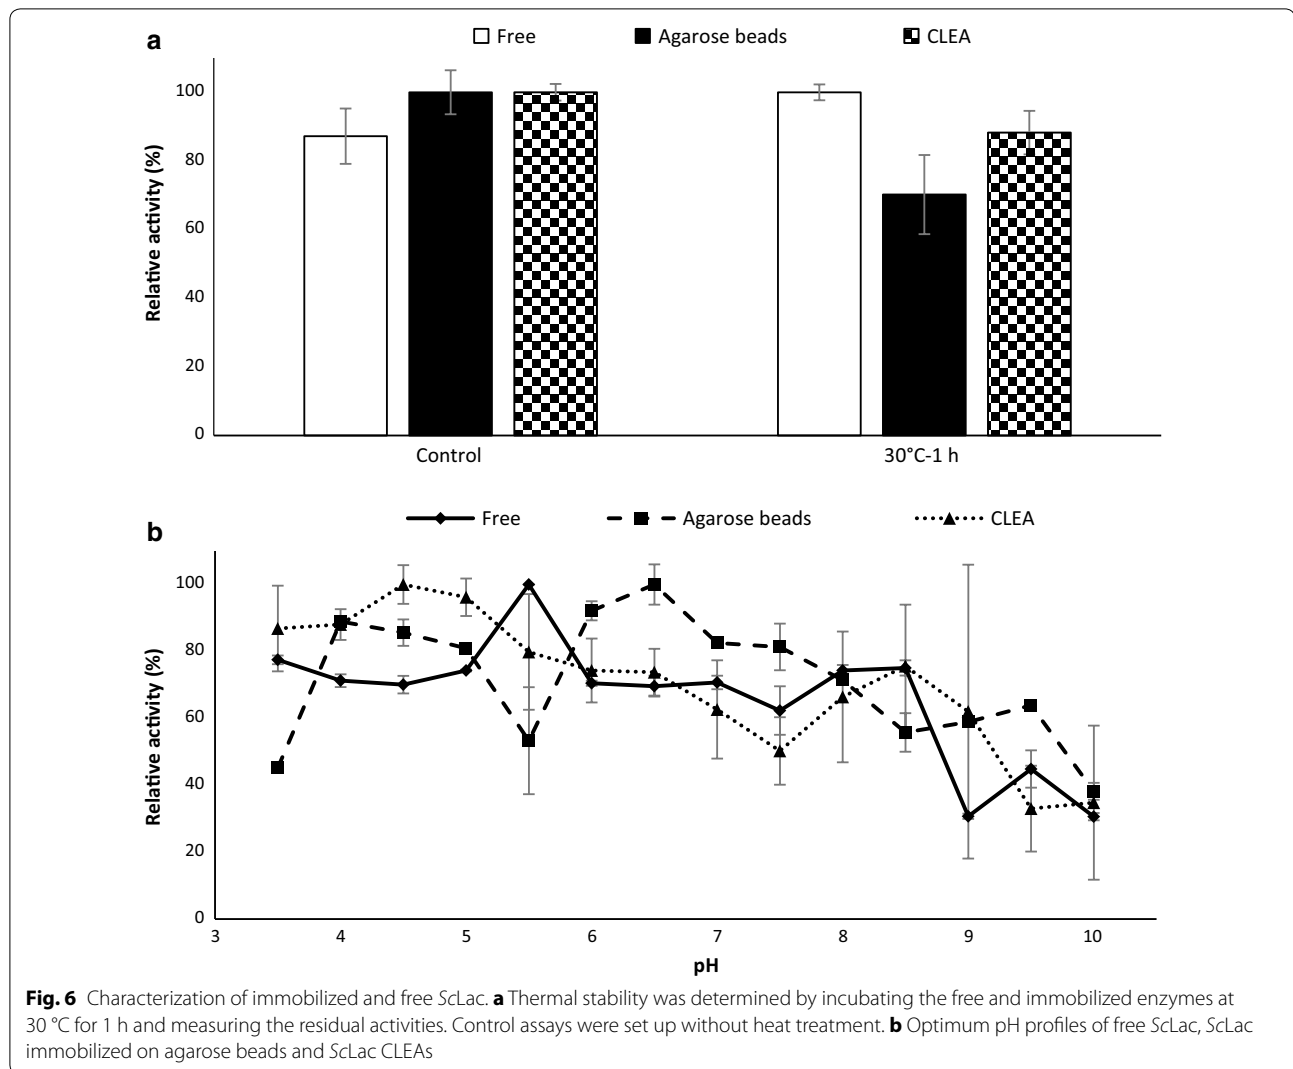 a
Free Agarose beads CLEA
Relative activity (%)
100
80
60
40
20
0
Control 30°C-1 h
b
Free Agarose beads CLEA
Relative activity (%)
100
80
60
40
20
0
3 4 5 6 7 8 9 10
pH
Fig. 6 Characterization of immobilized and free ScLac. a Thermal stability was determined by incubating the free and immobilized enzymes at
30 °C for 1 h and measuring the residual activities. Control assays were set up without heat treatment. b Optimum pH profiles of free ScLac, ScLac
immobilized on agarose beads and ScLac CLEAs